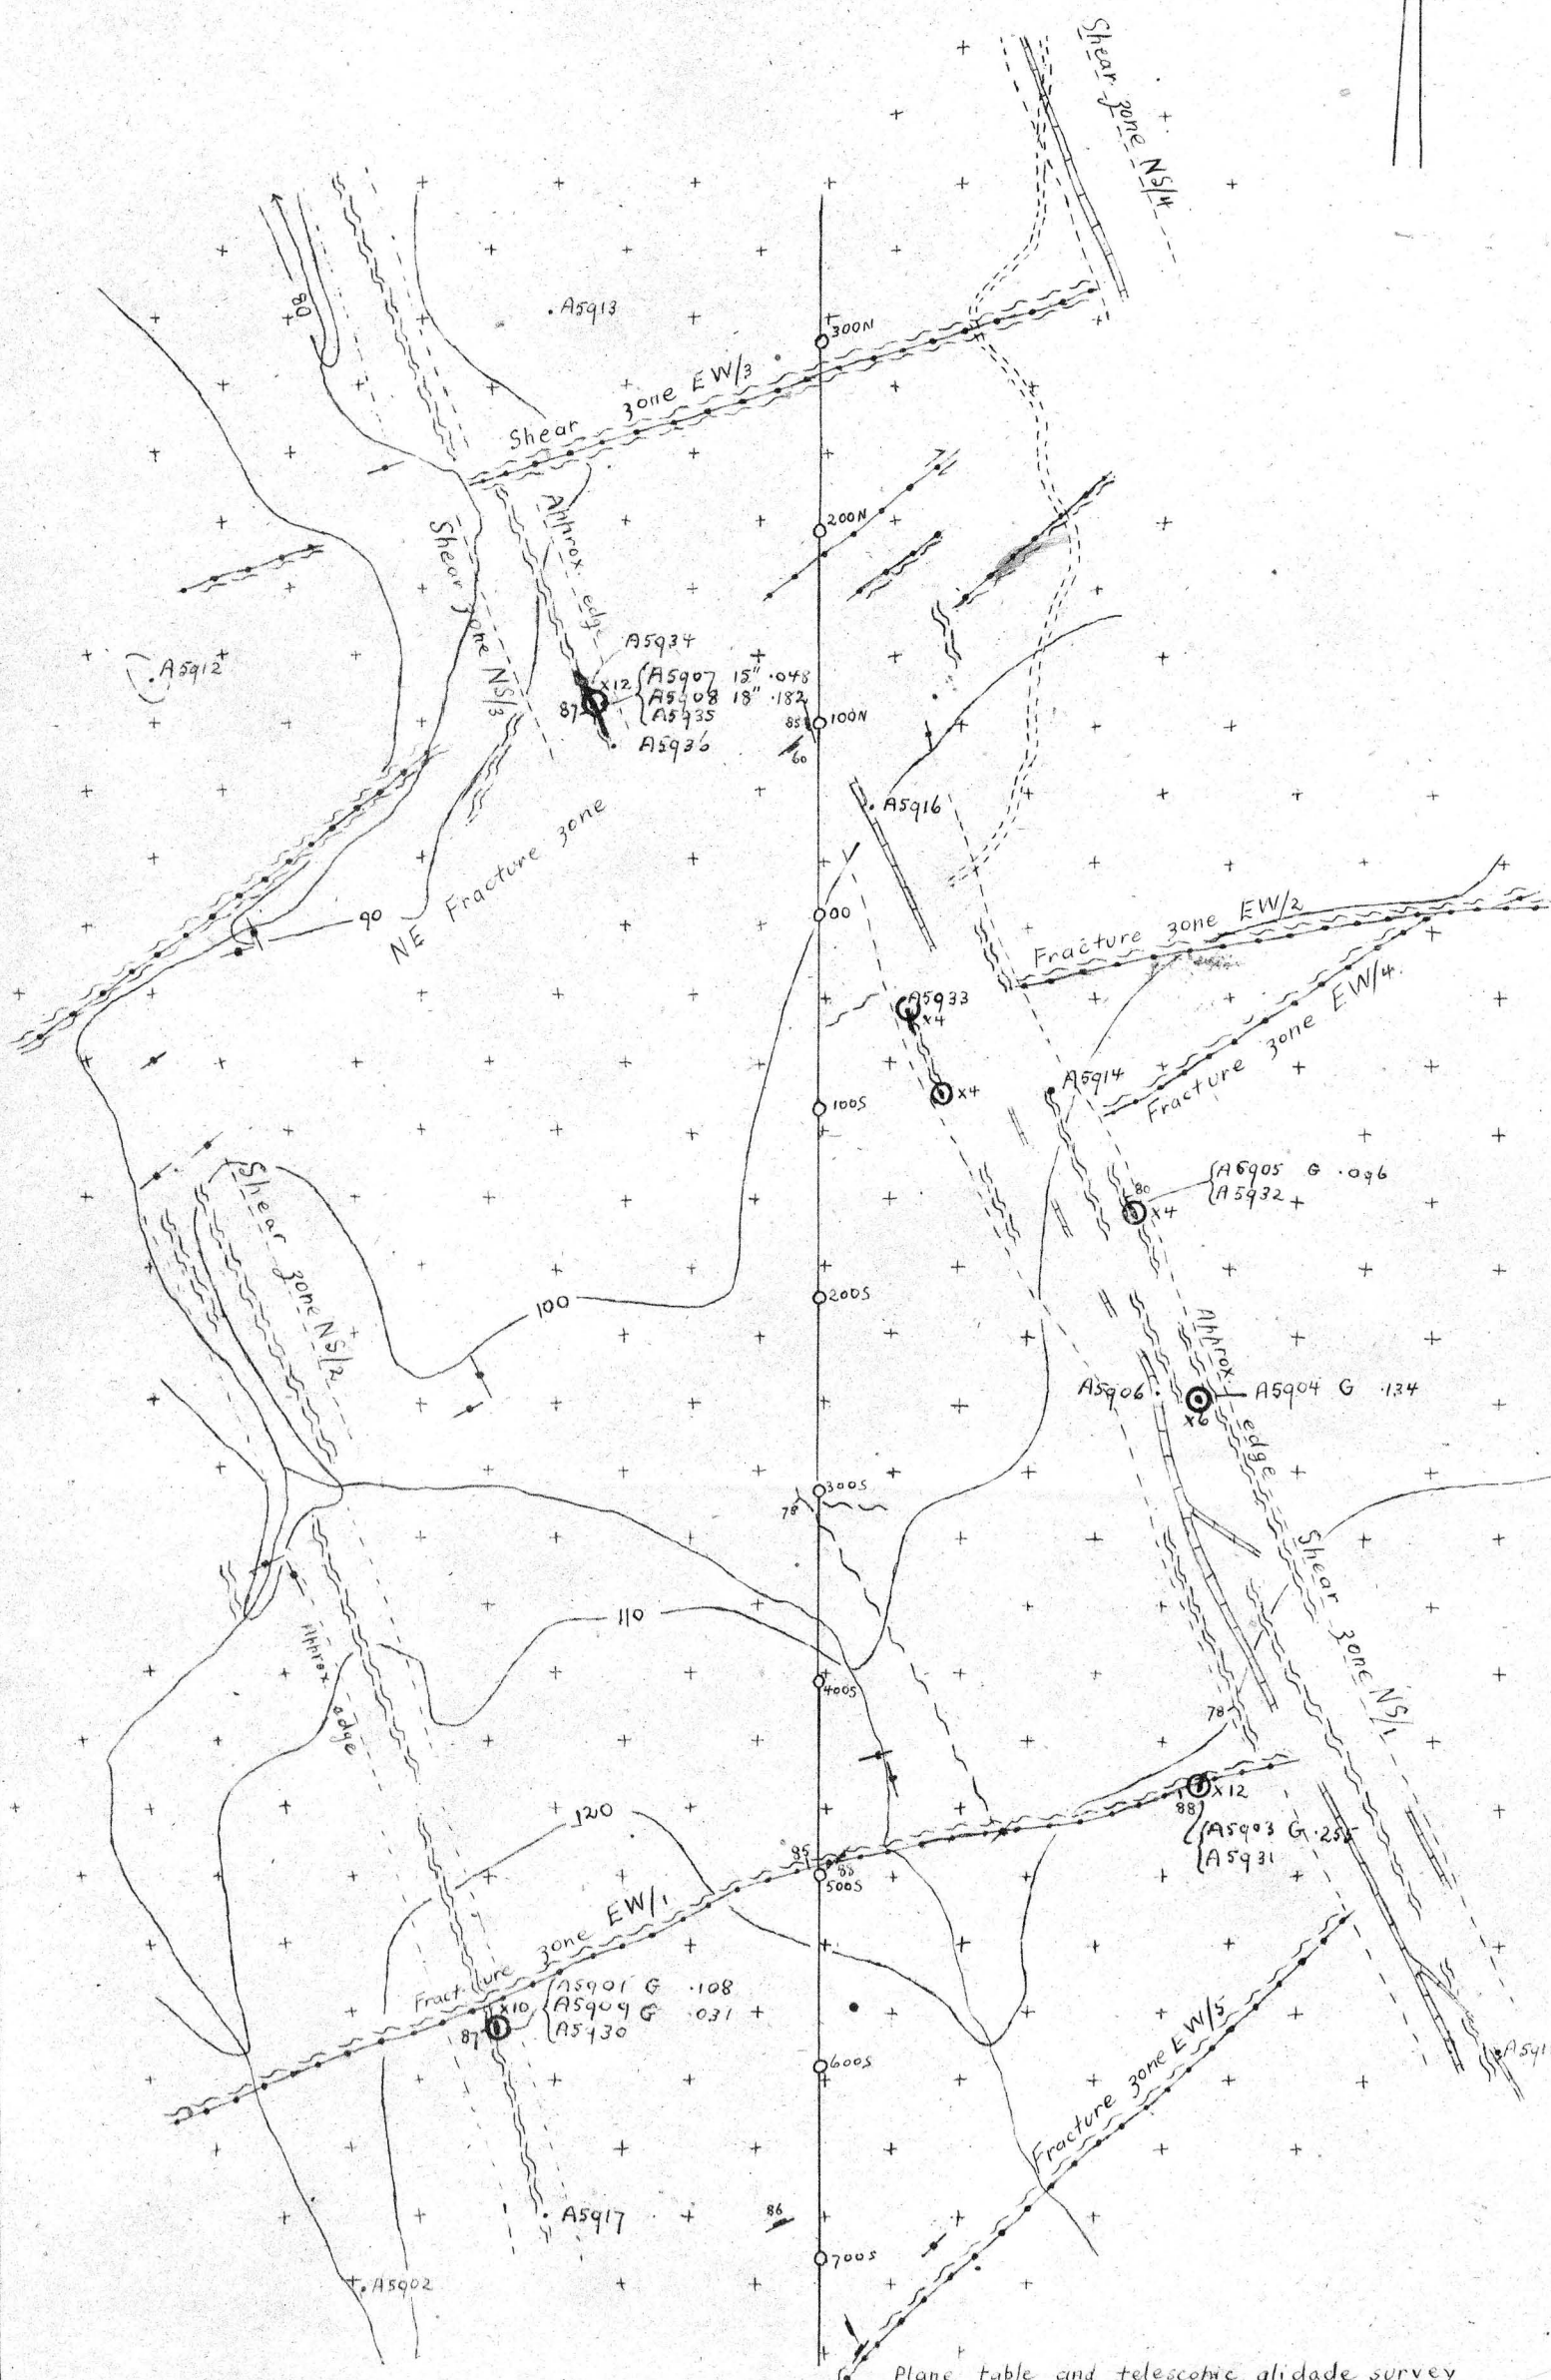 Shear zone NS/4
80
A5913
300N
Shear zone EW/3
200N
Approx. edge
Shear zone NS/3
A5912
A5934
x12
A5907 15" .048
A5908 18" .182
A5935
87
A5936
85
100N
60
A5916
NE Fracture zone
90
00
Fracture zone EW/2
A5933
x4
Fracture zone EW/4
A5914
x4
100S
Shear zone NS/2
80
x4
A5905 G .096
A5932
100
200S
Approx. edge
A5906
A5904 G .134
x6
300S
78
Shear zone NS/1
110
Approx edge
400S
78
120
x12
88
A5903 G .255
A5931
85
88
500S
Fracture zone EW/1
x10
A5901 G .108
A5909 G .031
A5930
87
600S
Fracture zone EW/5
A591
A5917
86
700S
A5902
Plane table and telescopic alidade survey